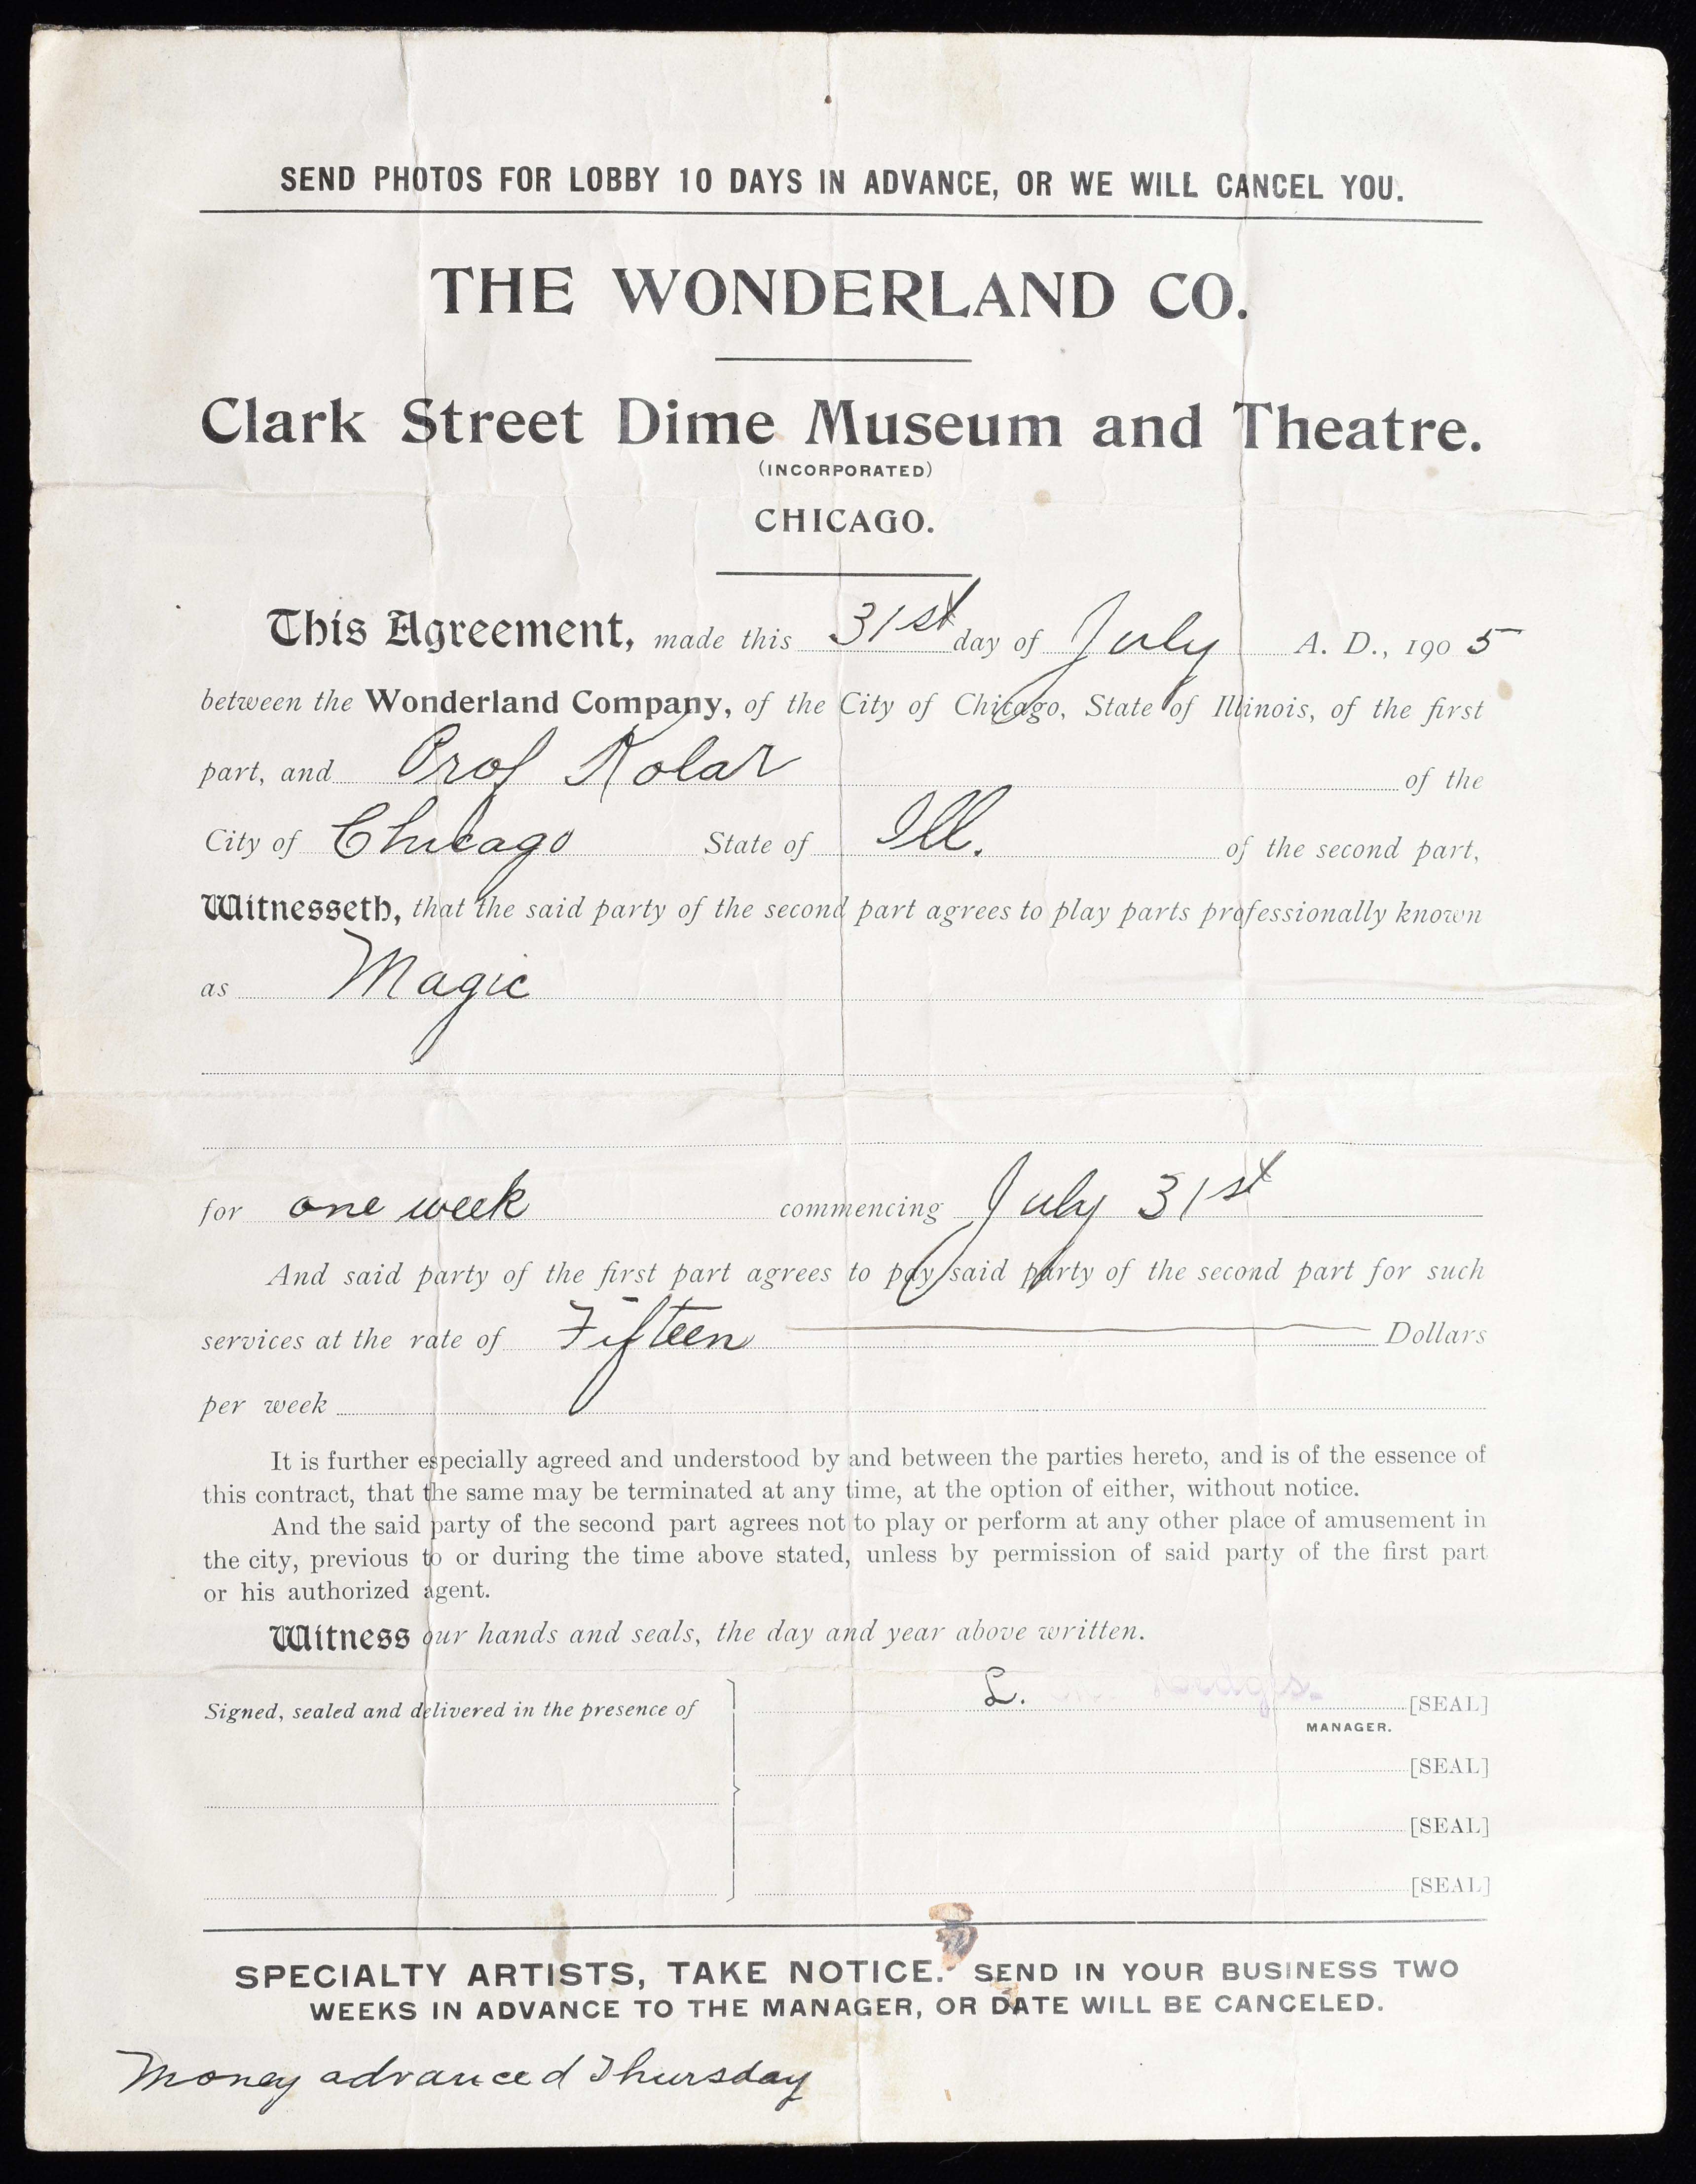 SEND PHOTOS FOR LOBBY 10 DAYS IN ADVANCE, OR WE WILL CANCEL YOU.
THE WONDERLAND CO.
Clark Street Dime Museum and Theatre.
(INCORPORATED)
CHICAGO.
This Agreement, made this 31st day of July A. D., 1905
between the Wonderland Company, of the City of Chicago, State of Illinois, of the first
part, and Prof Kolar of the
City of Chicago State of Ill. of the second part,
Witnesseth, that the said party of the second part agrees to play parts professionally known
as Magic
for one week commencing July 31st
And said party of the first part agrees to pay said party of the second part for such
services at the rate of Fifteen Dollars
per week
It is further especially agreed and understood by and between the parties hereto, and is of the essence of
this contract, that the same may be terminated at any time, at the option of either, without notice.
And the said party of the second part agrees not to play or perform at any other place of amusement in
the city, previous to or during the time above stated, unless by permission of said party of the first part
or his authorized agent.
Witness our hands and seals, the day and year above written.
Signed, sealed and delivered in the presence of L. [SEAL]
MANAGER.
[SEAL]
[SEAL]
[SEAL]
SPECIALTY ARTISTS, TAKE NOTICE. SEND IN YOUR BUSINESS TWO
WEEKS IN ADVANCE TO THE MANAGER, OR DATE WILL BE CANCELED.
Money advanced Thursday